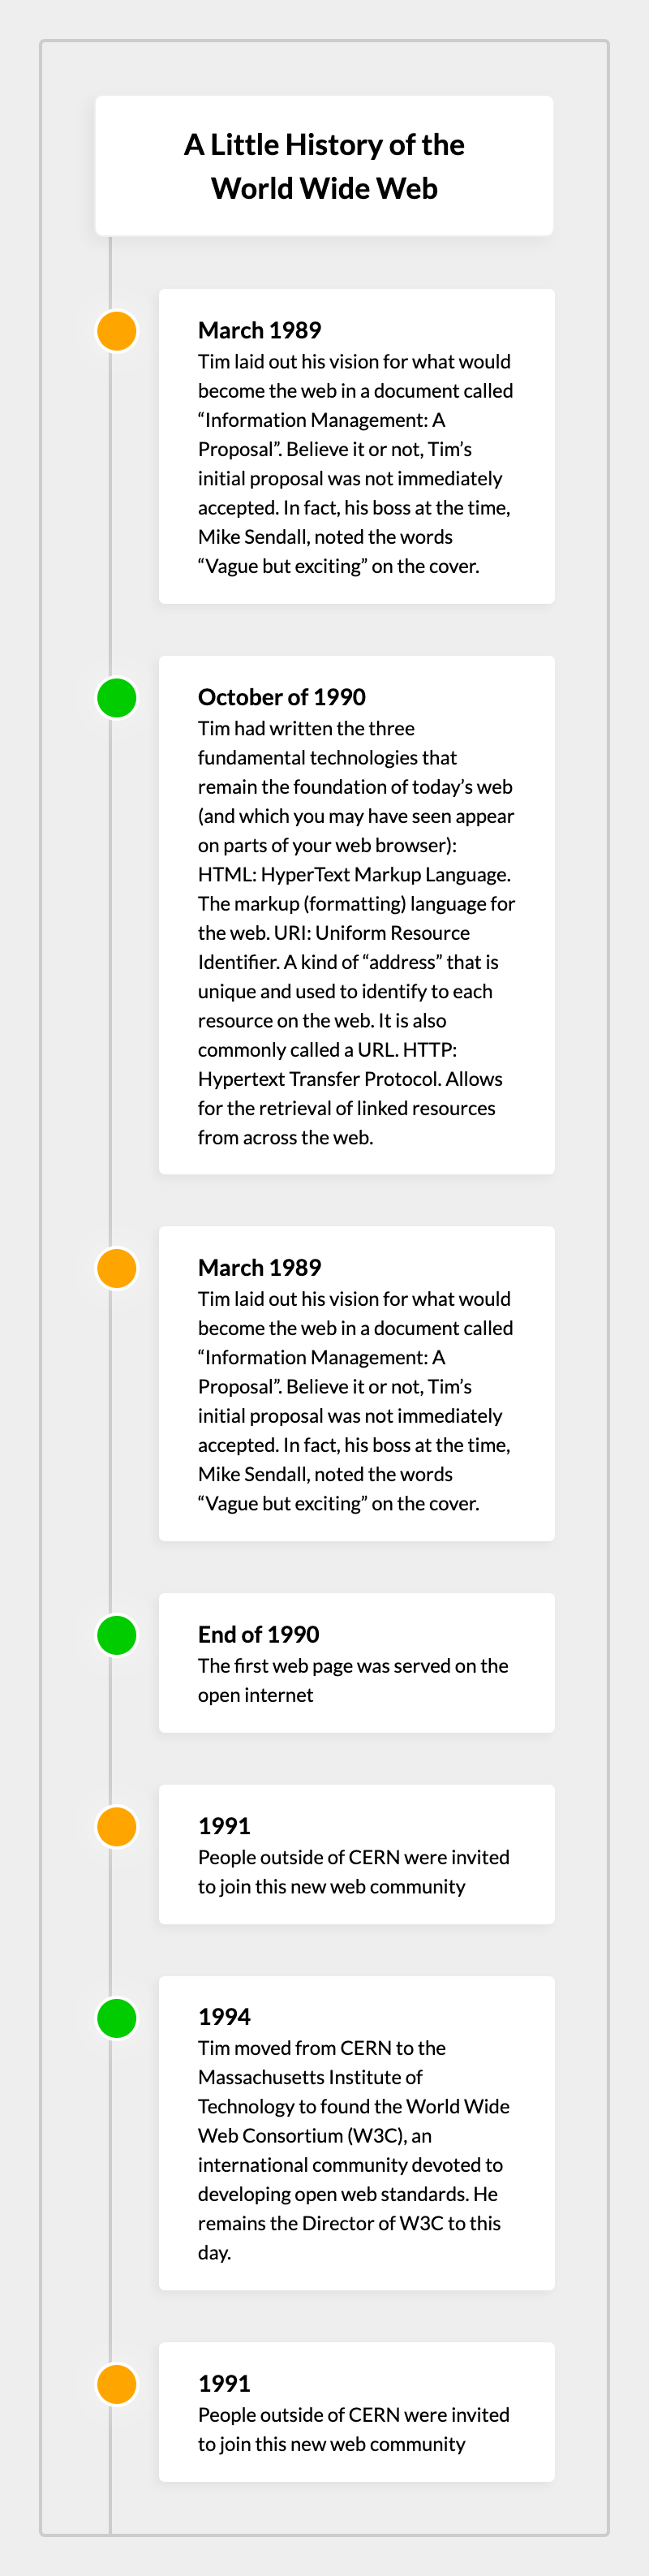 A Little History of the
World Wide Web
March 1989
Tim laid out his vision for what would
become the web in a document called
“Information Management: A
Proposal”. Believe it or not, Tim’s
initial proposal was not immediately
accepted. In fact, his boss at the time,
Mike Sendall, noted the words
“Vague but exciting” on the cover.
October of 1990
Tim had written the three
fundamental technologies that
remain the foundation of today’s web
(and which you may have seen appear
on parts of your web browser):
HTML: HyperText Markup Language.
The markup (formatting) language for
the web. URI: Uniform Resource
Identifier. A kind of “address” that is
unique and used to identify to each
resource on the web. It is also
commonly called a URL. HTTP:
Hypertext Transfer Protocol. Allows
for the retrieval of linked resources
from across the web.
March 1989
Tim laid out his vision for what would
become the web in a document called
“Information Management: A
Proposal”. Believe it or not, Tim’s
initial proposal was not immediately
accepted. In fact, his boss at the time,
Mike Sendall, noted the words
“Vague but exciting” on the cover.
End of 1990
The first web page was served on the
open internet
1991
People outside of CERN were invited
to join this new web community
1994
Tim moved from CERN to the
Massachusetts Institute of
Technology to found the World Wide
Web Consortium (W3C), an
international community devoted to
developing open web standards. He
remains the Director of W3C to this
day.
1991
People outside of CERN were invited
to join this new web community